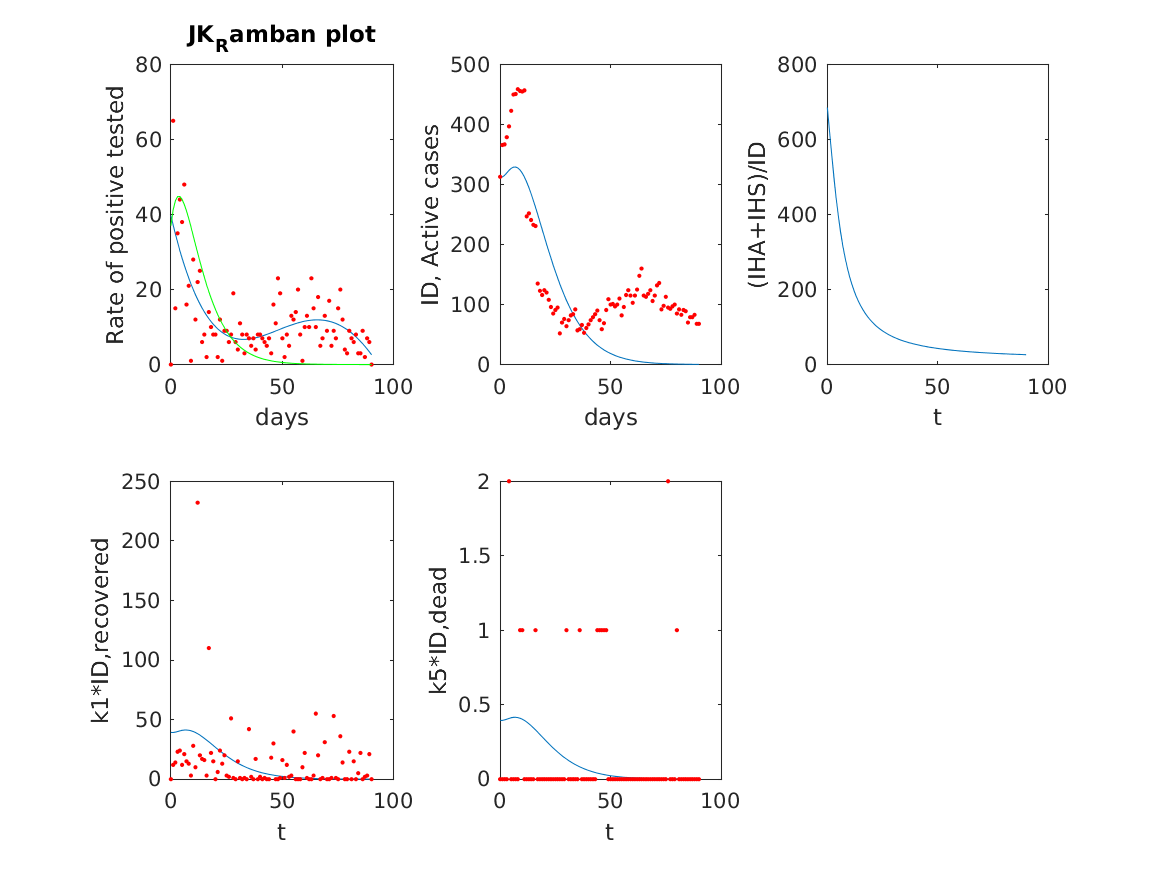 JK_Ramban plot
80
60
40
20
0
0 50 100
days
Rate of positive tested
500
400
300
200
100
0
0 50 100
days
ID, Active cases
800
600
400
200
0
0 50 100
t
(IHA+IHS)/ID
250
200
150
100
50
0
0 50 100
t
k1*ID,recovered
2
1.5
1
0.5
0
0 50 100
t
k5*ID,dead